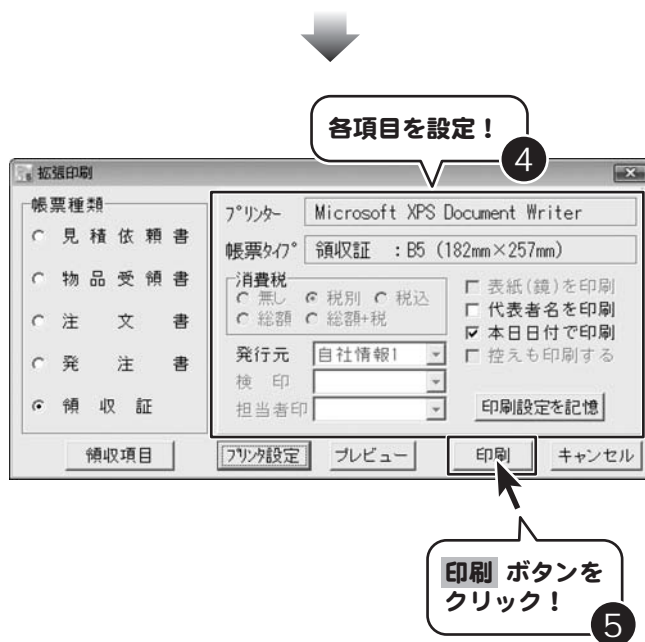 各項目を設定！
4
拡張印刷
帳票種類
見積依頼書
物品受領書
注文書
発注書
領収証
領収項目
ﾌﾟﾘﾝﾀｰ Microsoft XPS Document Writer
帳票ﾀｲﾌﾟ 領収証 ：B5 (182mm×257mm)
消費税
無し 税別 税込
総額 総額+税
表紙(鏡)を印刷
代表者名を印刷
本日日付で印刷
控えも印刷する
発行元 自社情報1
検印
担当者印
印刷設定を記憶
ﾌﾟﾘﾝﾀ設定 プレビュー 印刷 キャンセル
印刷 ボタンを
クリック！
5